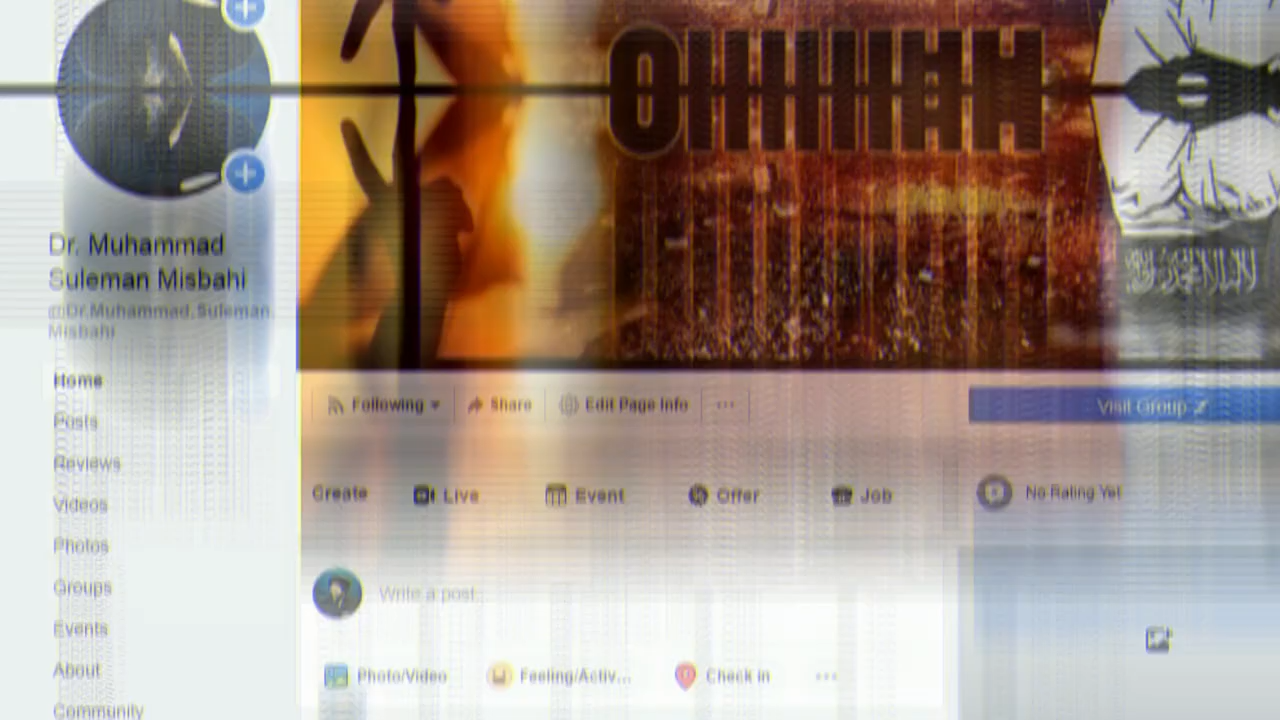 Dr. Muhammad
Suleman Misbahi
@Dr.Muhammad.Suleman.
Misbahi
Home
Posts
Reviews
Videos
Photos
Groups
Events
About
Community
Following
Share
Edit Page Info
...
Visit Group
Create
Live
Event
Offer
Job
No Rating Yet
Write a post...
Photo/Video
Feeling/Activ...
Check in
...